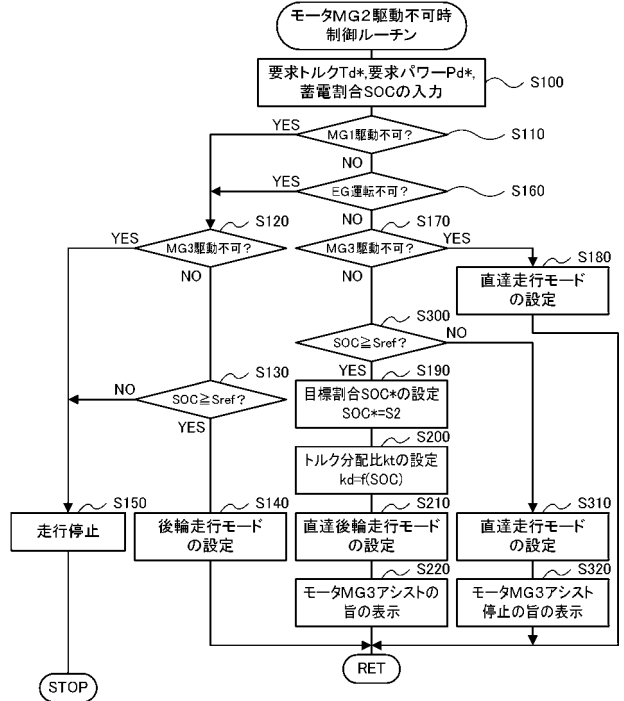 モータMG2駆動不可時
制御ルーチン
要求トルクTd*,要求パワーPd*,
蓄電割合SOCの入力
S100
YES
MG1駆動不可?
S110
NO
YES
EG運転不可?
S160
S120
NO
S170
YES
MG3駆動不可?
MG3駆動不可?
YES
S180
NO
NO
直達走行モード
の設定
S300
SOC≧Sref?
NO
S130
YES
S190
NO
SOC≧Sref?
目標割合SOC*の設定
SOC*=S2
YES
S200
トルク分配比ktの設定
kd=f(SOC)
S150
S140
S210
S310
走行停止
後輪走行モード
の設定
直達後輪走行モード
の設定
直達走行モード
の設定
S220
S320
モータMG3アシストの
旨の表示
モータMG3アシスト
停止の旨の表示
RET
STOP